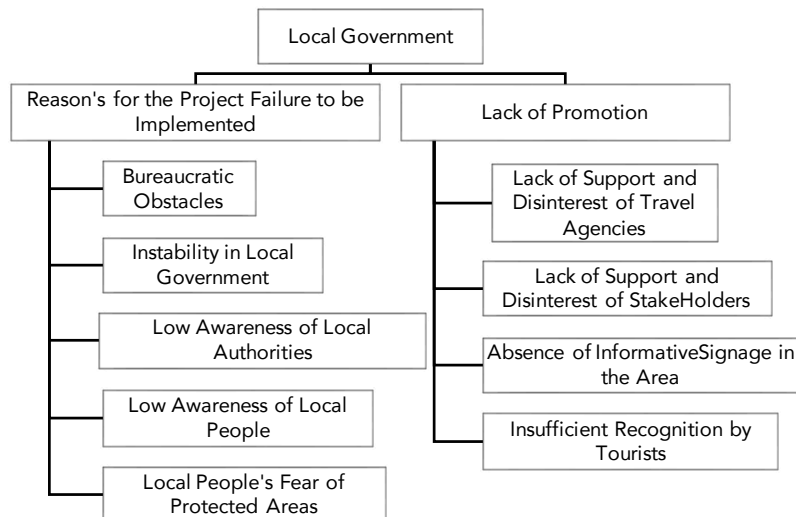 Local Government
Reason's for the Project Failure to be
Implemented
Bureaucratic
Obstacles
Instability in Local
Government
Low Awareness of Local
Authorities
Low Awareness of Local
People
Local People's Fear of
Protected Areas
Lack of Promotion
Lack of Support and
Disinterest of Travel
Agencies
Lack of Support and
Disinterest of StakeHolders
Absence of InformativeSignage in
the Area
Insufficient Recognition by
Tourists